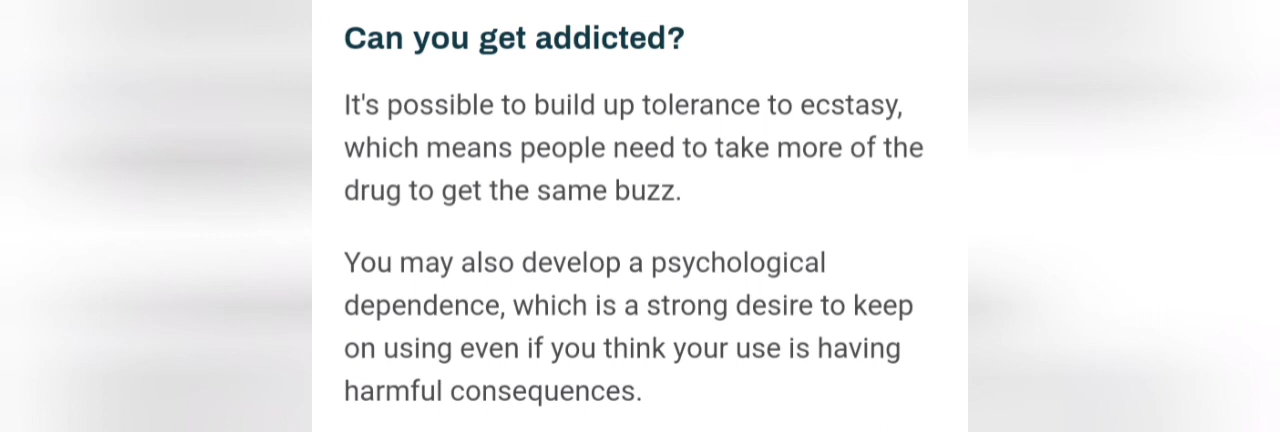 Can you get addicted?
It's possible to build up tolerance to ecstasy,
which means people need to take more of the
drug to get the same buzz.
You may also develop a psychological
dependence, which is a strong desire to keep
on using even if you think your use is having
harmful consequences.